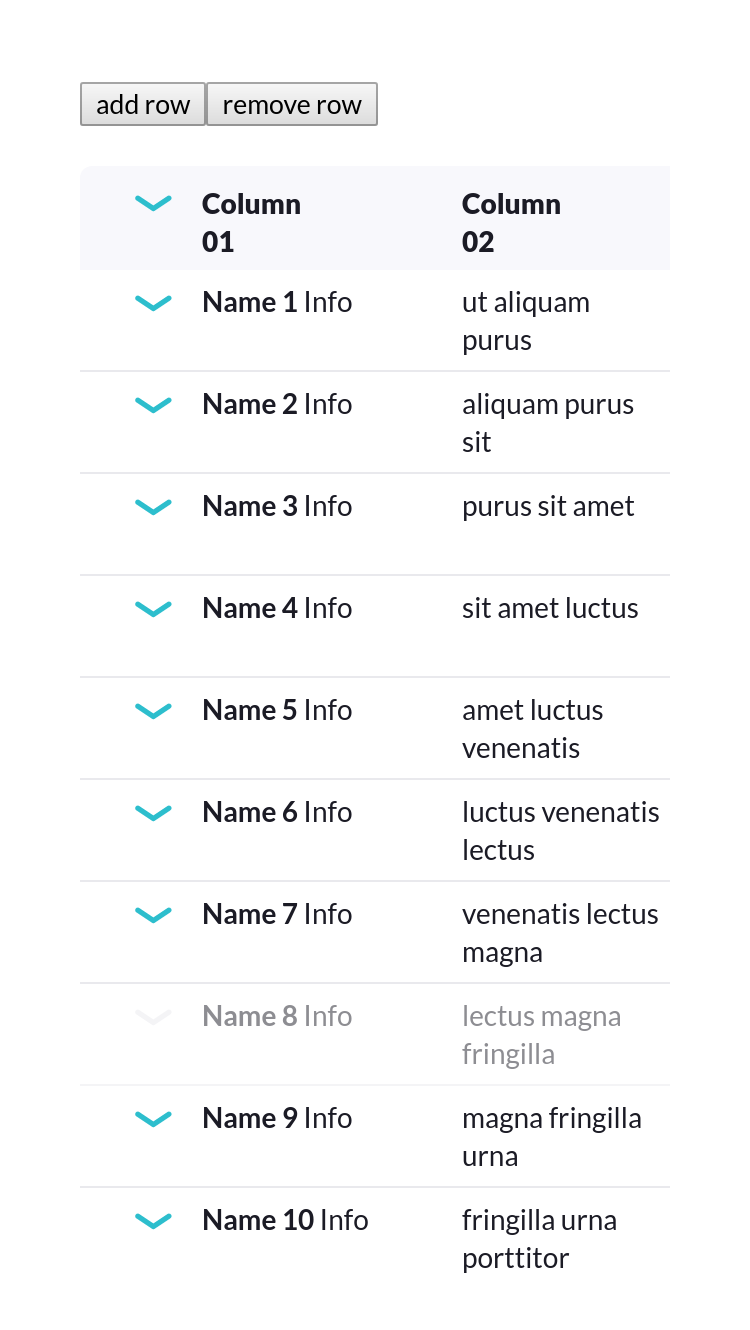 add row remove row
Column Column
01 02
Name 1 Info ut aliquam
purus
Name 2 Info aliquam purus
sit
Name 3 Info purus sit amet
Name 4 Info sit amet luctus
Name 5 Info amet luctus
venenatis
Name 6 Info luctus venenatis
lectus
Name 7 Info venenatis lectus
magna
Name 8 Info lectus magna
fringilla
Name 9 Info magna fringilla
urna
Name 10 Info fringilla urna
porttitor